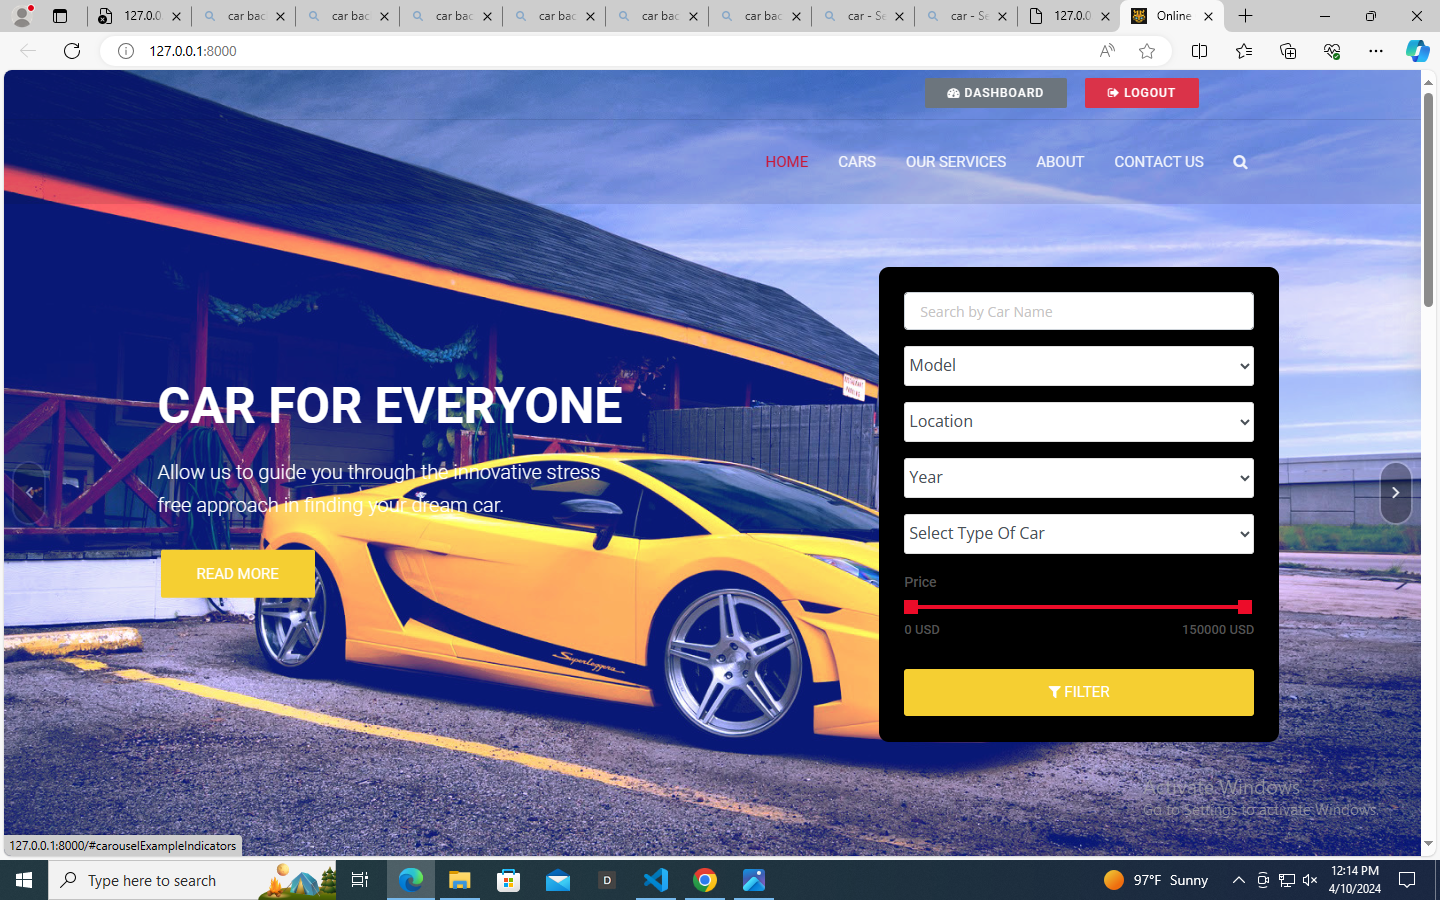 127.0.0.
car bac
car bac
car bac
car bac
car bac
car bac
car - Se
car - Se
127.0.0
Online
127.0.0.1:8000
DASHBOARD
LOGOUT
HOME
CARS
OUR SERVICES
ABOUT
CONTACT US
CAR FOR EVERYONE
Allow us to guide you through the innovative stress
free approach in finding your dream car.
READ MORE
Search by Car Name
Model
Location
Year
Select Type Of Car
Price
0 USD
150000 USD
FILTER
RESTAURANT
PARKING
Superleggera
Activate Windows
Go to Settings to activate Windows.
127.0.0.1:8000/#carouselExampleIndicators
Type here to search
D
97°F Sunny
12:14 PM
4/10/2024